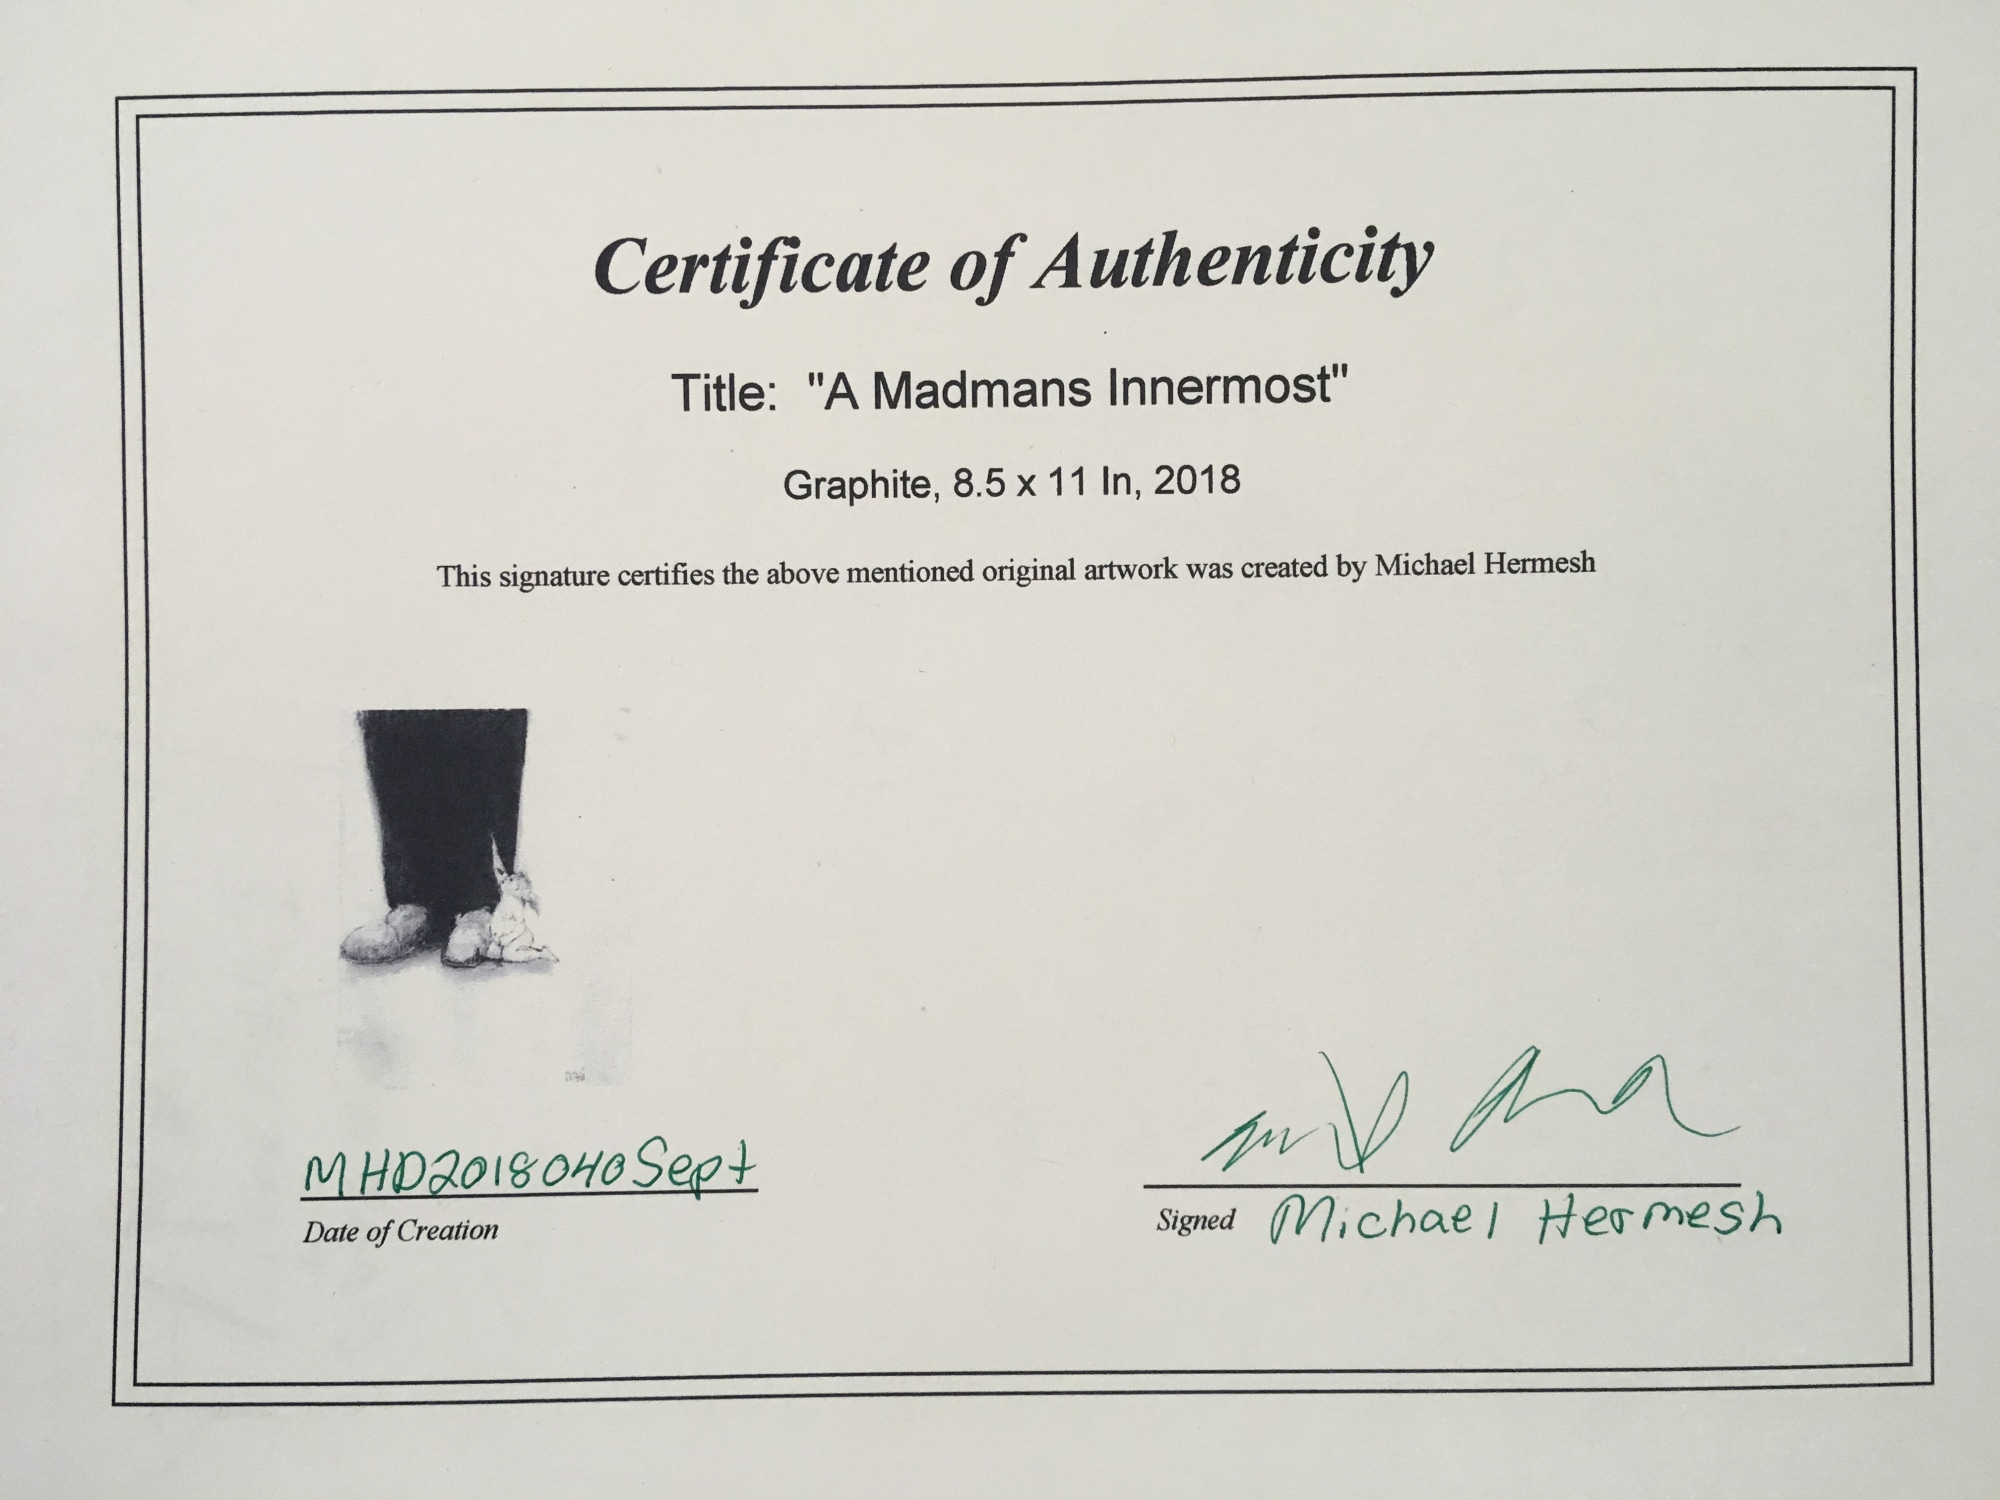 Certificate of Authenticity
Title: "A Madmans Innermost"
Graphite, 8.5 x 11 In, 2018
This signature certifies the above mentioned original artwork was created by Michael Hermesh
MHD2018040Sept
Date of Creation
Signed Michael Hermesh